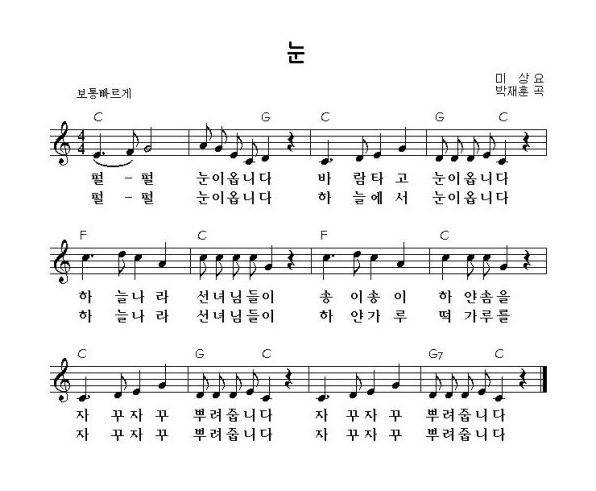 눈
미 상 요
박재훈 곡
보통빠르게
C G C G C
4
4
펄 - 펄 눈이옵니다 바 람타 고 눈이옵니다
펄 - 펄 눈이옵니다 하 늘에 서 눈이옵니다
F C F C
하 늘나 라 선녀님들이 송 이송 이 하얀솜을
하 늘나 라 선녀님들이 하 얀가 루 떡가루를
C G C C G7 C
자 꾸자 꾸 뿌려줍니다 자 꾸자 꾸 뿌려줍니다
자 꾸자 꾸 뿌려줍니다 자 꾸자 꾸 뿌려줍니다